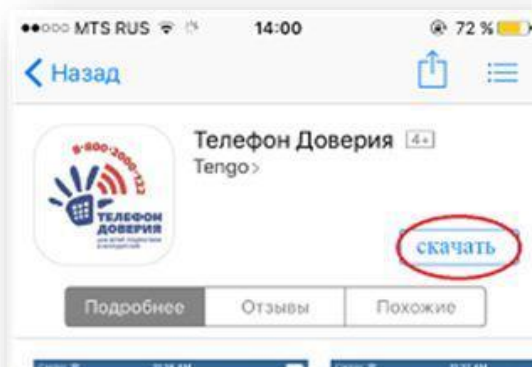 ●●○○○ MTS RUS 14:00 72 %
Назад
Телефон Доверия 4+
Tengo >
8-800-2000-122
ТЕЛЕФОН
ДОВЕРИЯ
скачать
Подробнее Отзывы Похожие